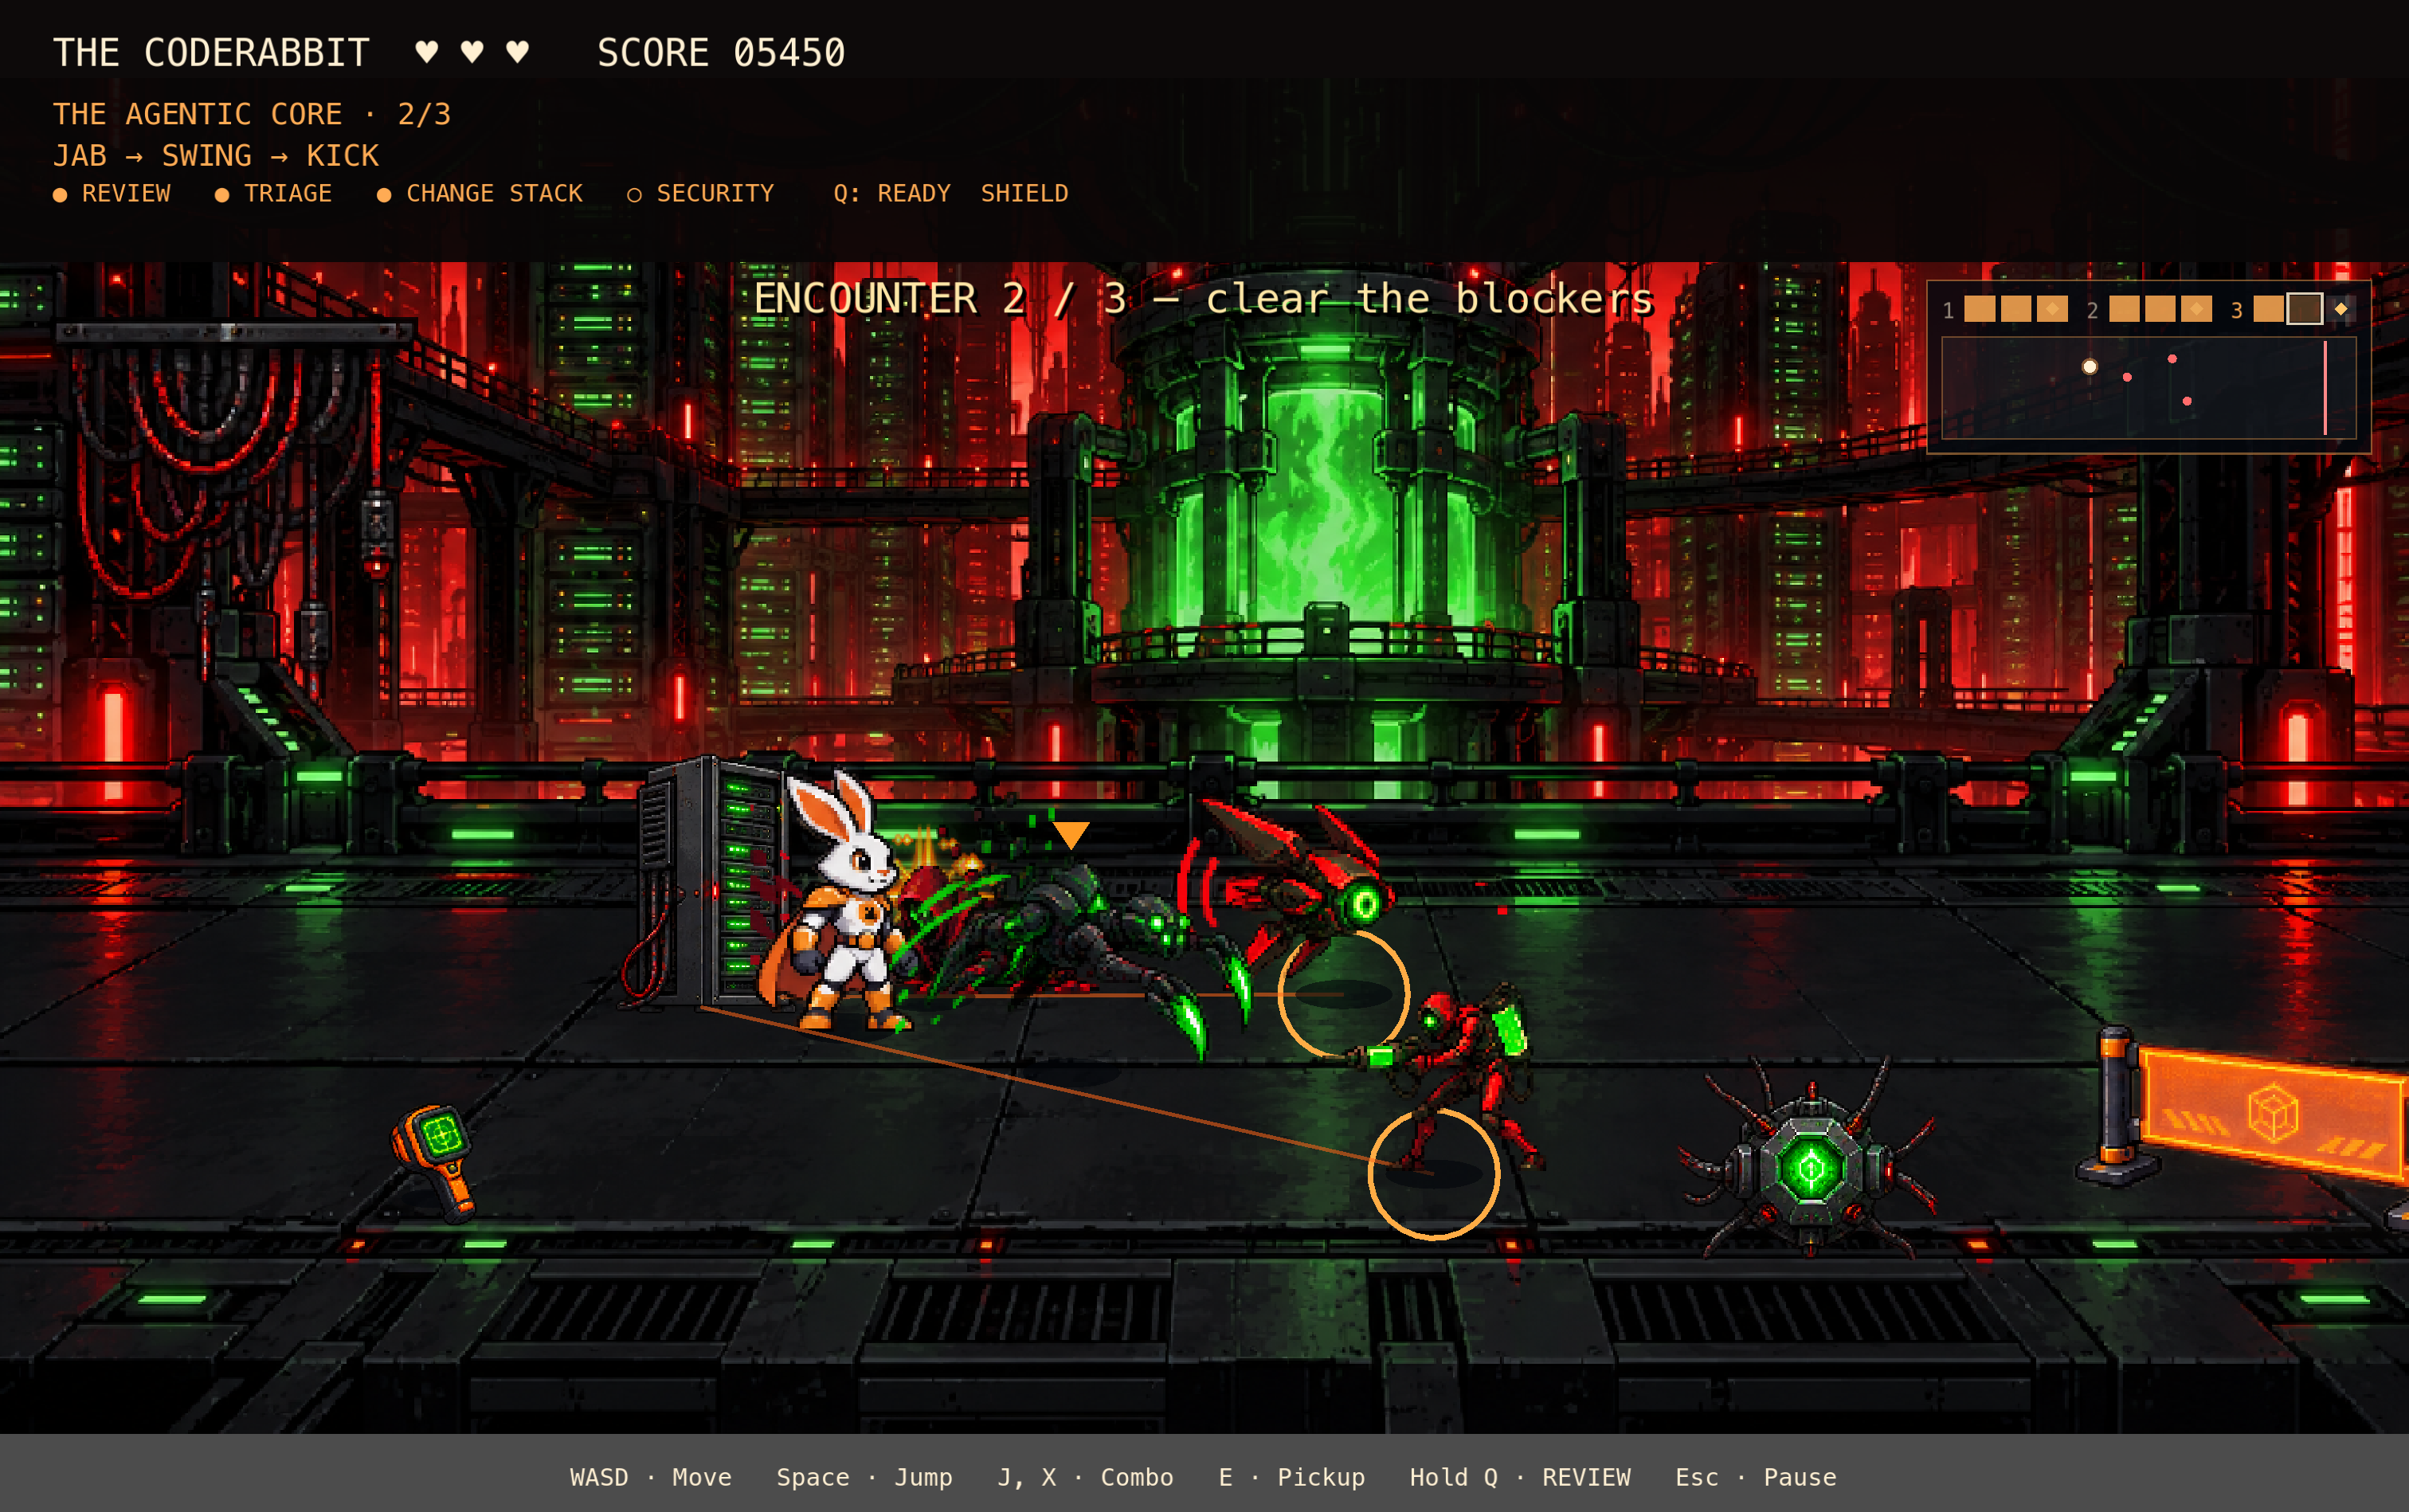 THE CODERABBIT ♥ ♥ ♥ SCORE 05450
THE AGENTIC CORE · 2/3
JAB → SWING → KICK
● REVIEW ● TRIAGE ● CHANGE STACK ○ SECURITY Q: READY SHIELD
ENCOUNTER 2 / 3 — clear the blockers
1 2 3
WASD · Move Space · Jump J, X · Combo E · Pickup Hold Q · REVIEW Esc · Pause